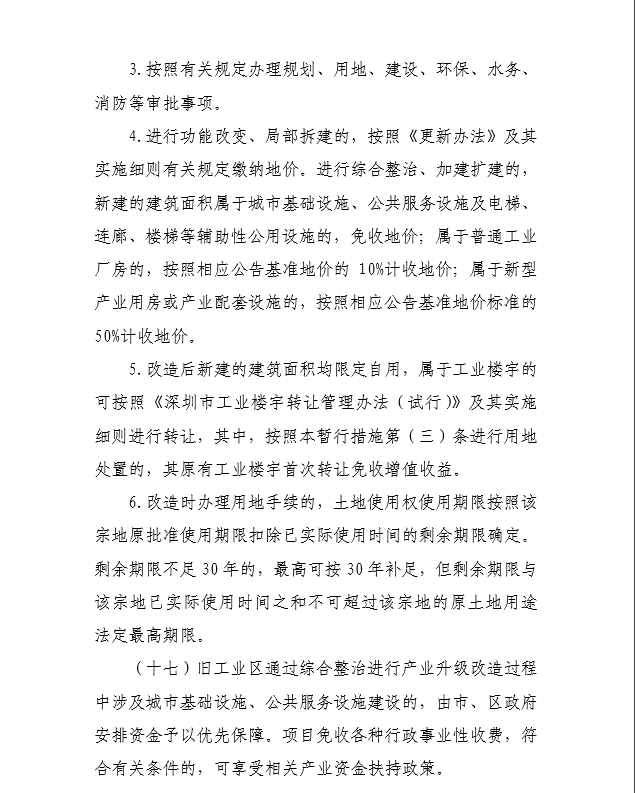 3.按照有关规定办理规划、用地、建设、环保、水务、
消防等审批事项。
4.进行功能改变、局部拆建的，按照《更新办法》及其
实施细则有关规定缴纳地价。进行综合整治、加建扩建的，
新建的建筑面积属于城市基础设施、公共服务设施及电梯、
连廊、楼梯等辅助性公用设施的，免收地价；属于普通工业
厂房的，按照相应公告基准地价的 10%计收地价；属于新型
产业用房或产业配套设施的，按照相应公告基准地价标准的
50%计收地价。
5.改造后新建的建筑面积均限定自用，属于工业楼宇的
可按照《深圳市工业楼宇转让管理办法（试行）》及其实施
细则进行转让，其中，按照本暂行措施第（三）条进行用地
处置的，其原有工业楼宇首次转让免收增值收益。
6.改造时办理用地手续的，土地使用权使用期限按照该
宗地原批准使用期限扣除已实际使用时间的剩余期限确定。
剩余期限不足 30 年的，最高可按 30 年补足，但剩余期限与
该宗地已实际使用时间之和不可超过该宗地的原土地用途
法定最高期限。
（十七）旧工业区通过综合整治进行产业升级改造过程
中涉及城市基础设施、公共服务设施建设的，由市、区政府
安排资金予以优先保障。项目免收各种行政事业性收费，符
合有关条件的，可享受相关产业资金扶持政策。